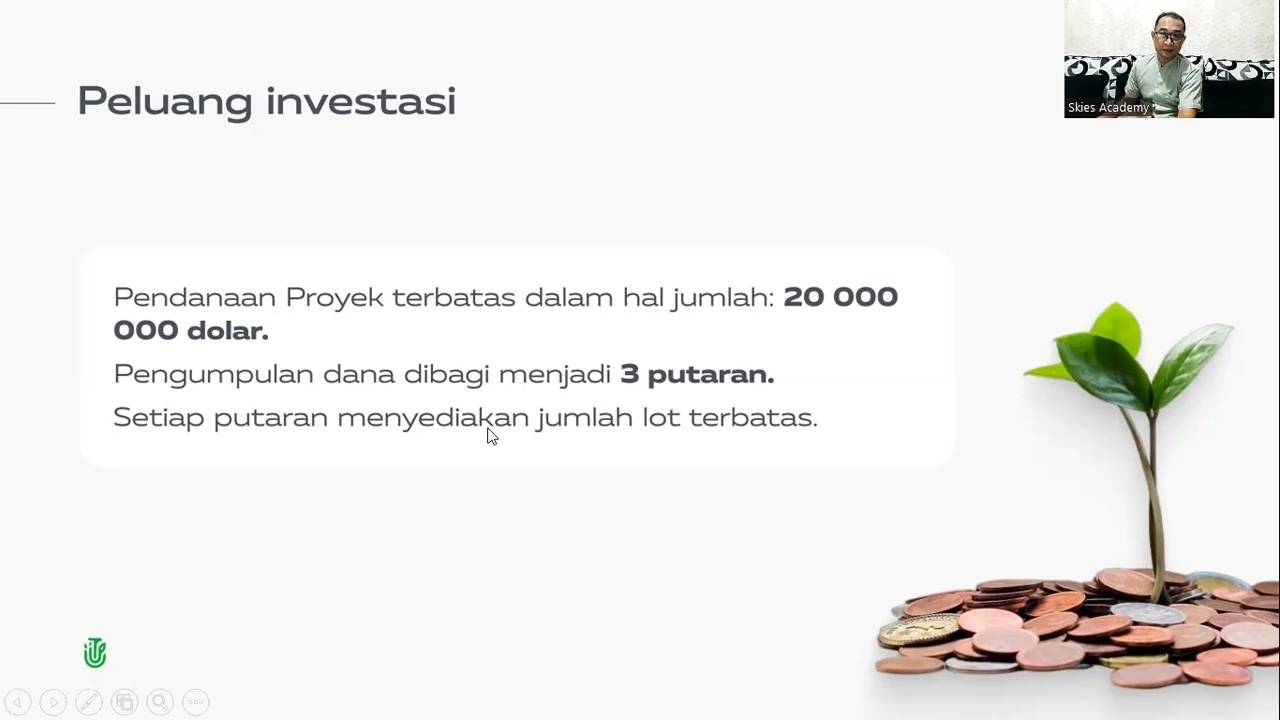 Skies Academy
Peluang investasi
Pendanaan Proyek terbatas dalam hal jumlah: 20 000
000 dolar.
Pengumpulan dana dibagi menjadi 3 putaran.
Setiap putaran menyediakan jumlah lot terbatas.